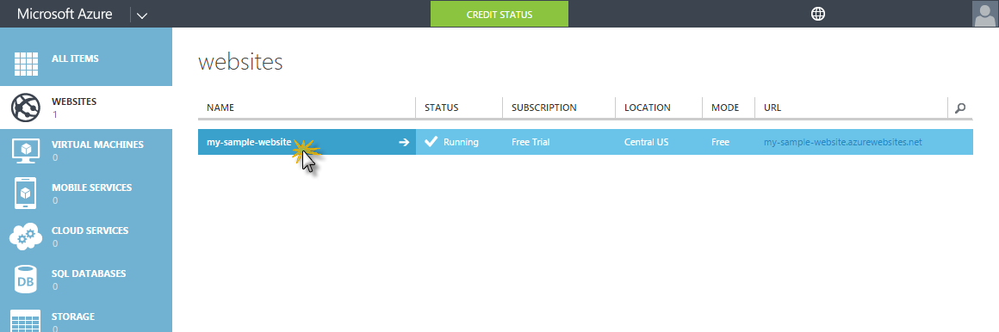 Microsoft Azure
CREDIT STATUS
ALL ITEMS
WEBSITES
1
VIRTUAL MACHINES
0
MOBILE SERVICES
0
CLOUD SERVICES
0
DB
SQL DATABASES
0
STORAGE
0
websites
NAME STATUS SUBSCRIPTION LOCATION MODE URL
my-sample-website Running Free Trial Central US Free my-sample-website.azurewebsites.net